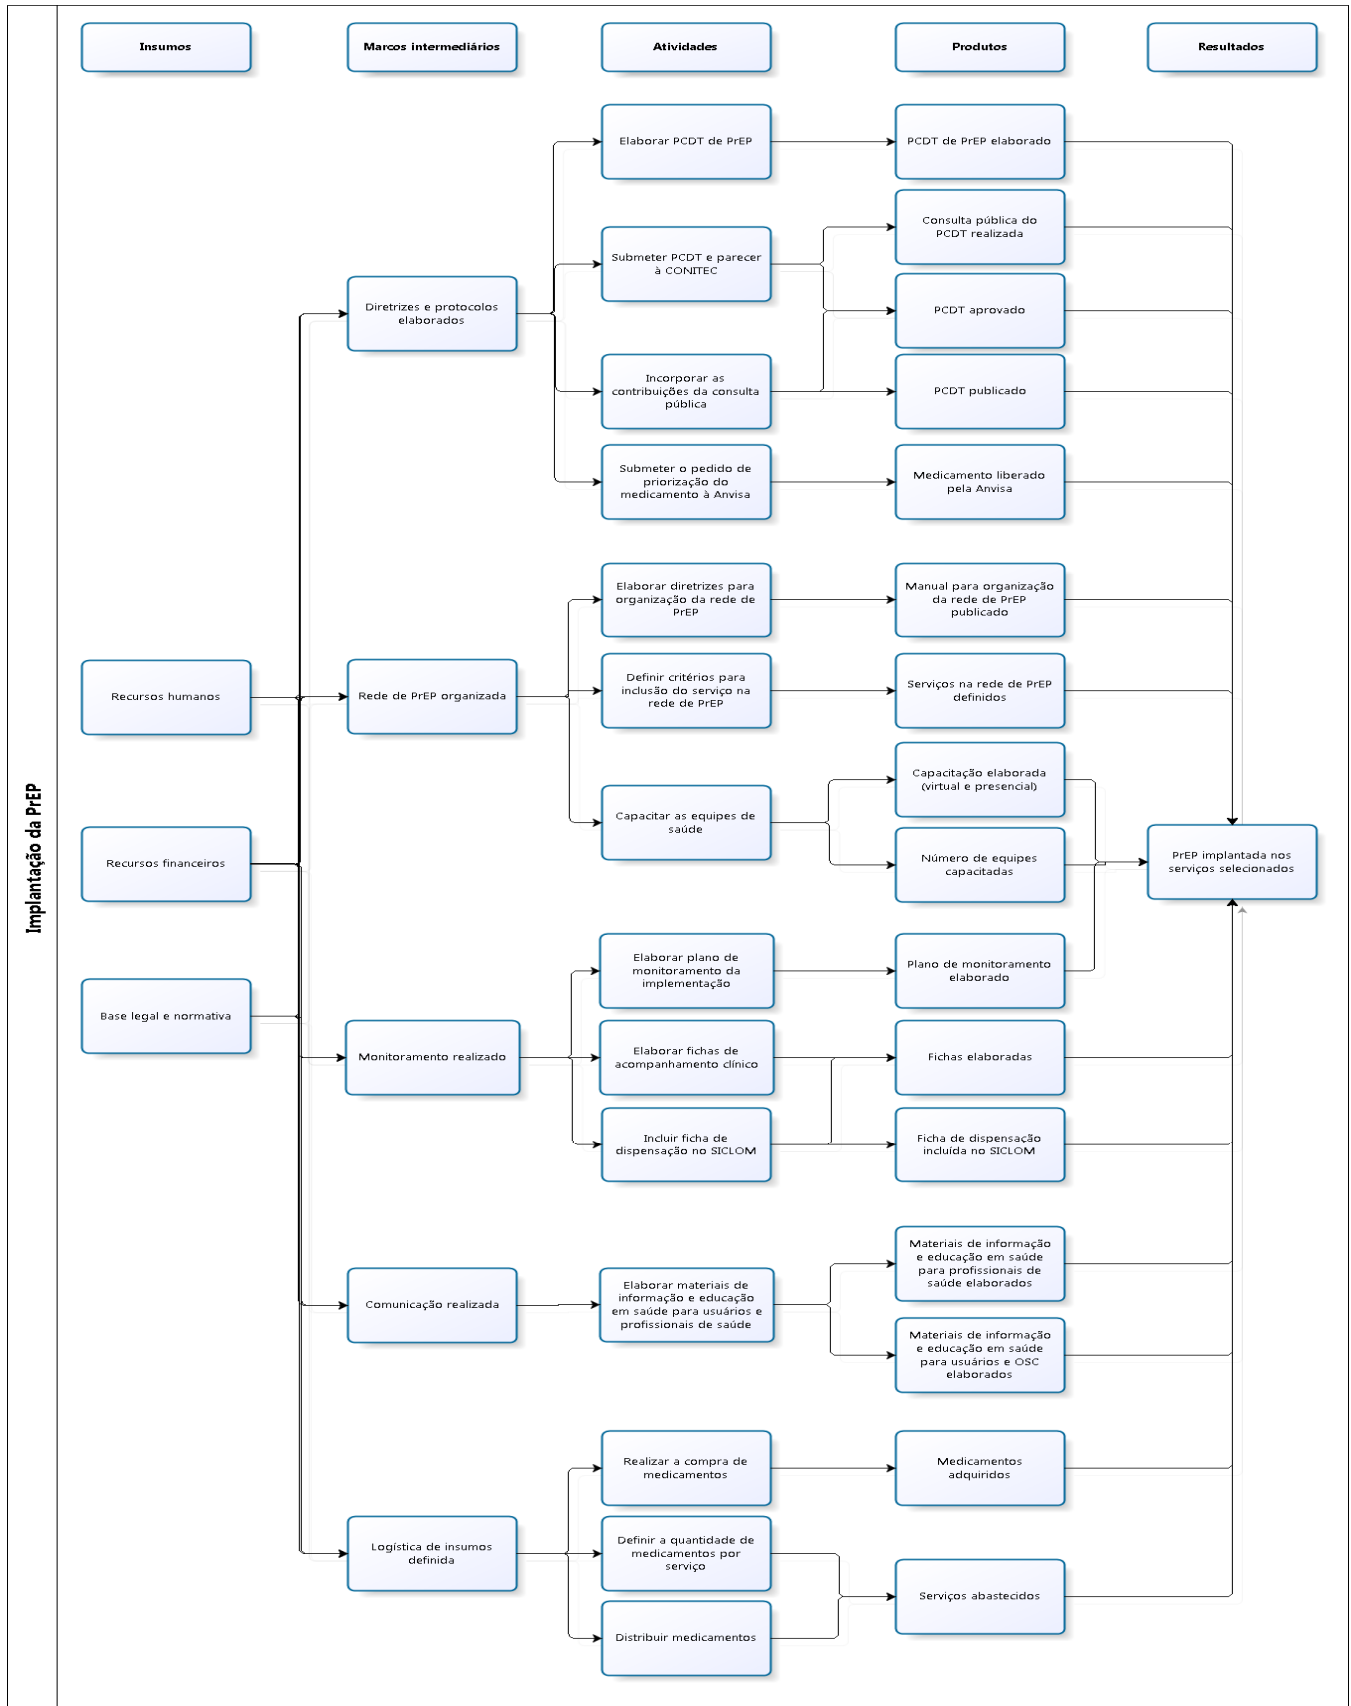 Implantação da PrEP
Insumos
Marcos intermediários
Atividades
Produtos
Resultados
Recursos humanos
Recursos financeiros
Base legal e normativa
Diretrizes e protocolos
elaborados
Rede de PrEP organizada
Monitoramento realizado
Comunicação realizada
Logística de insumos
definida
Elaborar PCDT de PrEP
Submeter PCDT e parecer
à CONITEC
Incorporar as
contribuições da consulta
pública
Submeter o pedido de
priorização do
medicamento à Anvisa
Elaborar diretrizes para
organização da rede de
PrEP
Definir critérios para
inclusão do serviço na
rede de PrEP
Capacitar as equipes de
saúde
Elaborar plano de
monitoramento da
implementação
Elaborar fichas de
acompanhamento clínico
Incluir ficha de
dispensação no SICLOM
Elaborar materiais de
informação e educação
em saúde para usuários e
profissionais de saúde
Realizar a compra de
medicamentos
Definir a quantidade de
medicamentos por
serviço
Distribuir medicamentos
PCDT de PrEP elaborado
Consulta pública do
PCDT realizada
PCDT aprovado
PCDT publicado
Medicamento liberado
pela Anvisa
Manual para organização
da rede de PrEP
publicado
Serviços na rede de PrEP
definidos
Capacitação elaborada
(virtual e presencial)
Número de equipes
capacitadas
Plano de monitoramento
elaborado
Fichas elaboradas
Ficha de dispensação
incluída no SICLOM
Materiais de informação
e educação em saúde
para profissionais de
saúde elaborados
Materiais de informação
e educação em saúde
para usuários e OSC
elaborados
Medicamentos
adquiridos
Serviços abastecidos
PrEP implantada nos
serviços selecionados